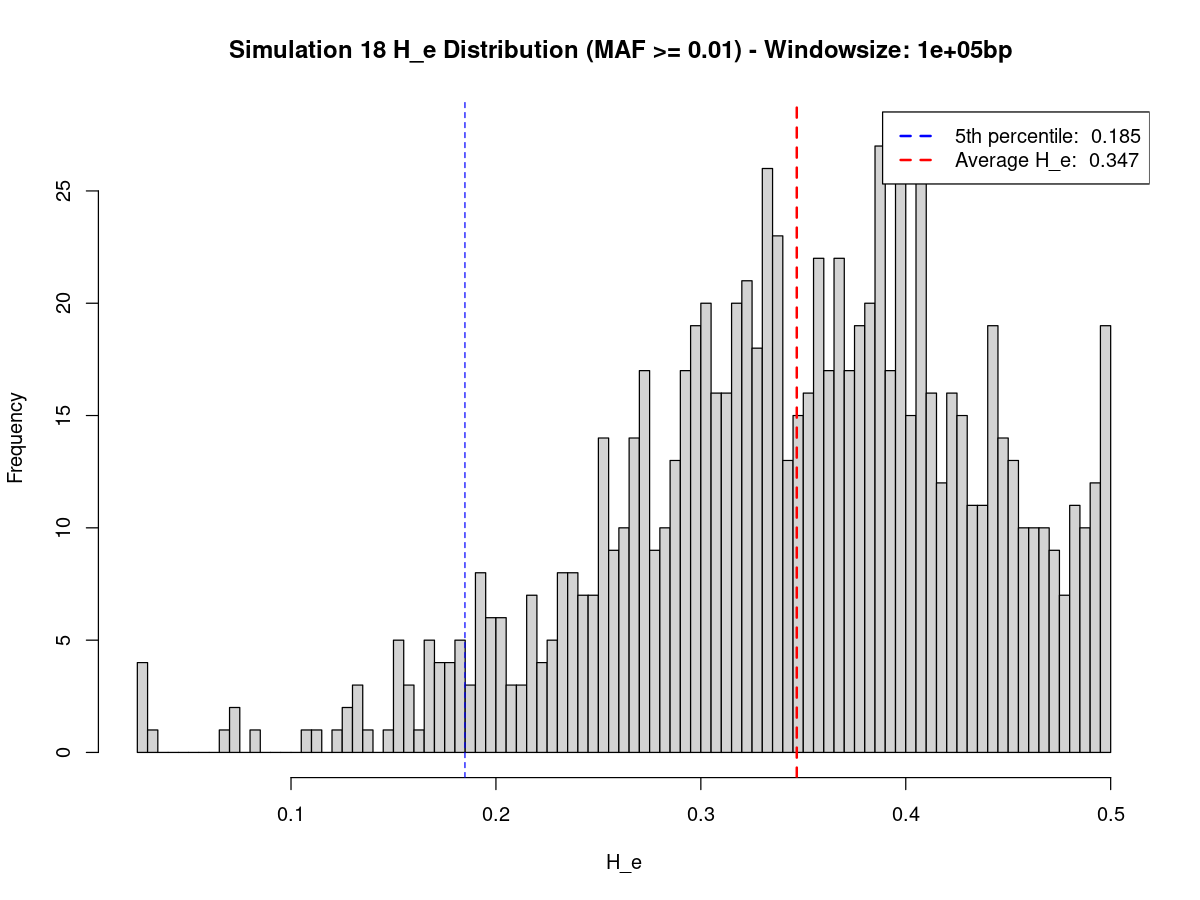 Simulation 18 H_e Distribution (MAF >= 0.01) - Windowsize: 1e+05bp
5th percentile: 0.185
Average H_e: 0.347
Frequency
25
20
15
10
5
0
0.1 0.2 0.3 0.4 0.5
H_e